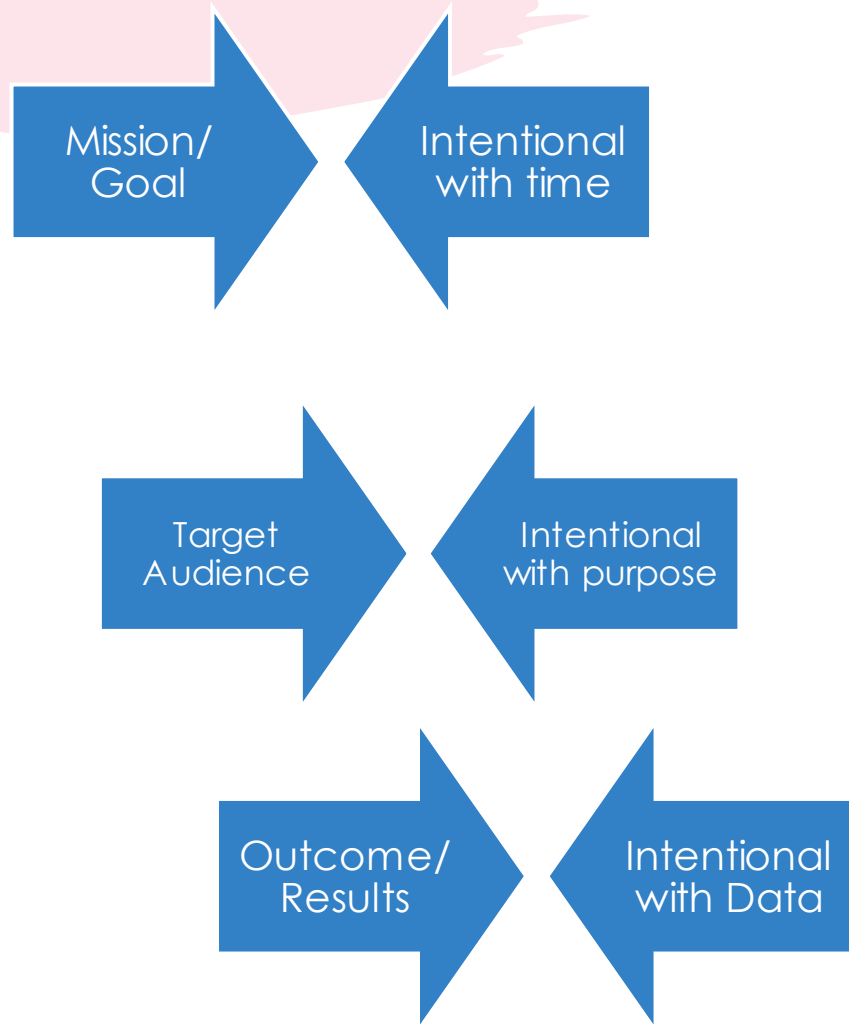 Mission/
Goal
Intentional
with time
Target
Audience
Intentional
with purpose
Outcome/
Results
Intentional
with Data